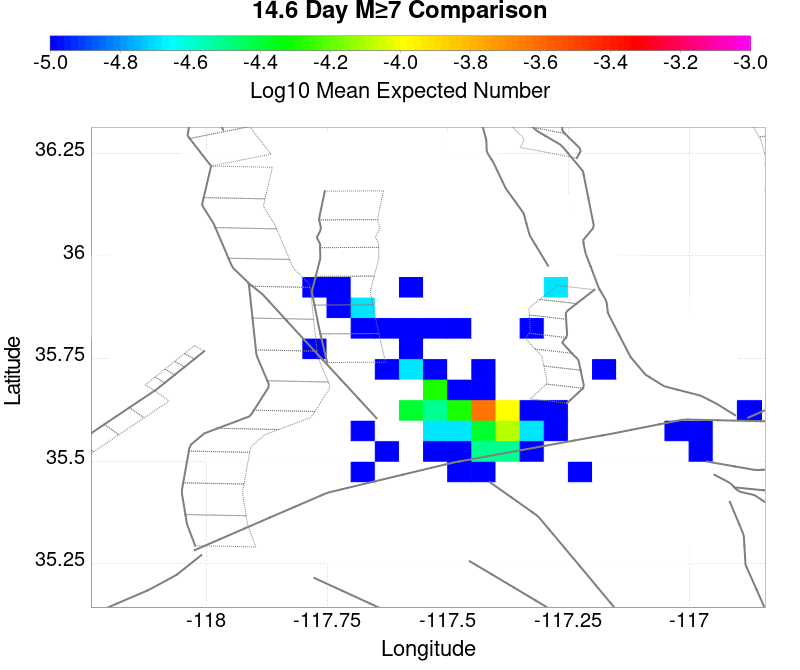 14.6 Day M≥7 Comparison
-5.0 -4.8 -4.6 -4.4 -4.2 -4.0 -3.8 -3.6 -3.4 -3.2 -3.0
Log10 Mean Expected Number
36.25
36
35.75
35.5
35.25
Latitude
-118 -117.75 -117.5 -117.25 -117
Longitude